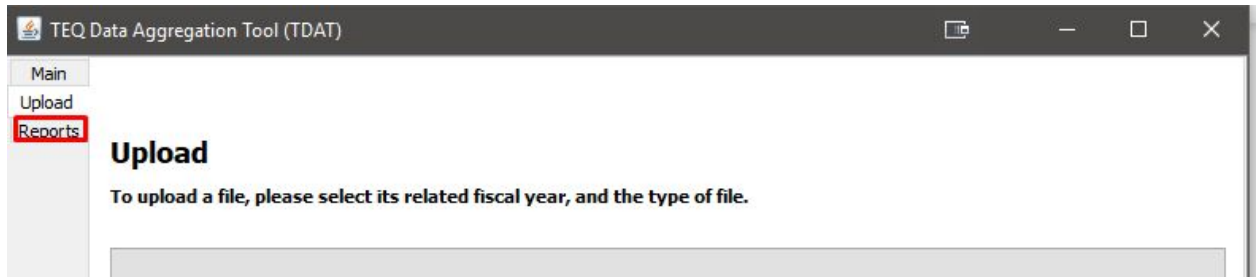 TEQ Data Aggregation Tool (TDAT)
Main
Upload
Reports
Upload
To upload a file, please select its related fiscal year, and the type of file.